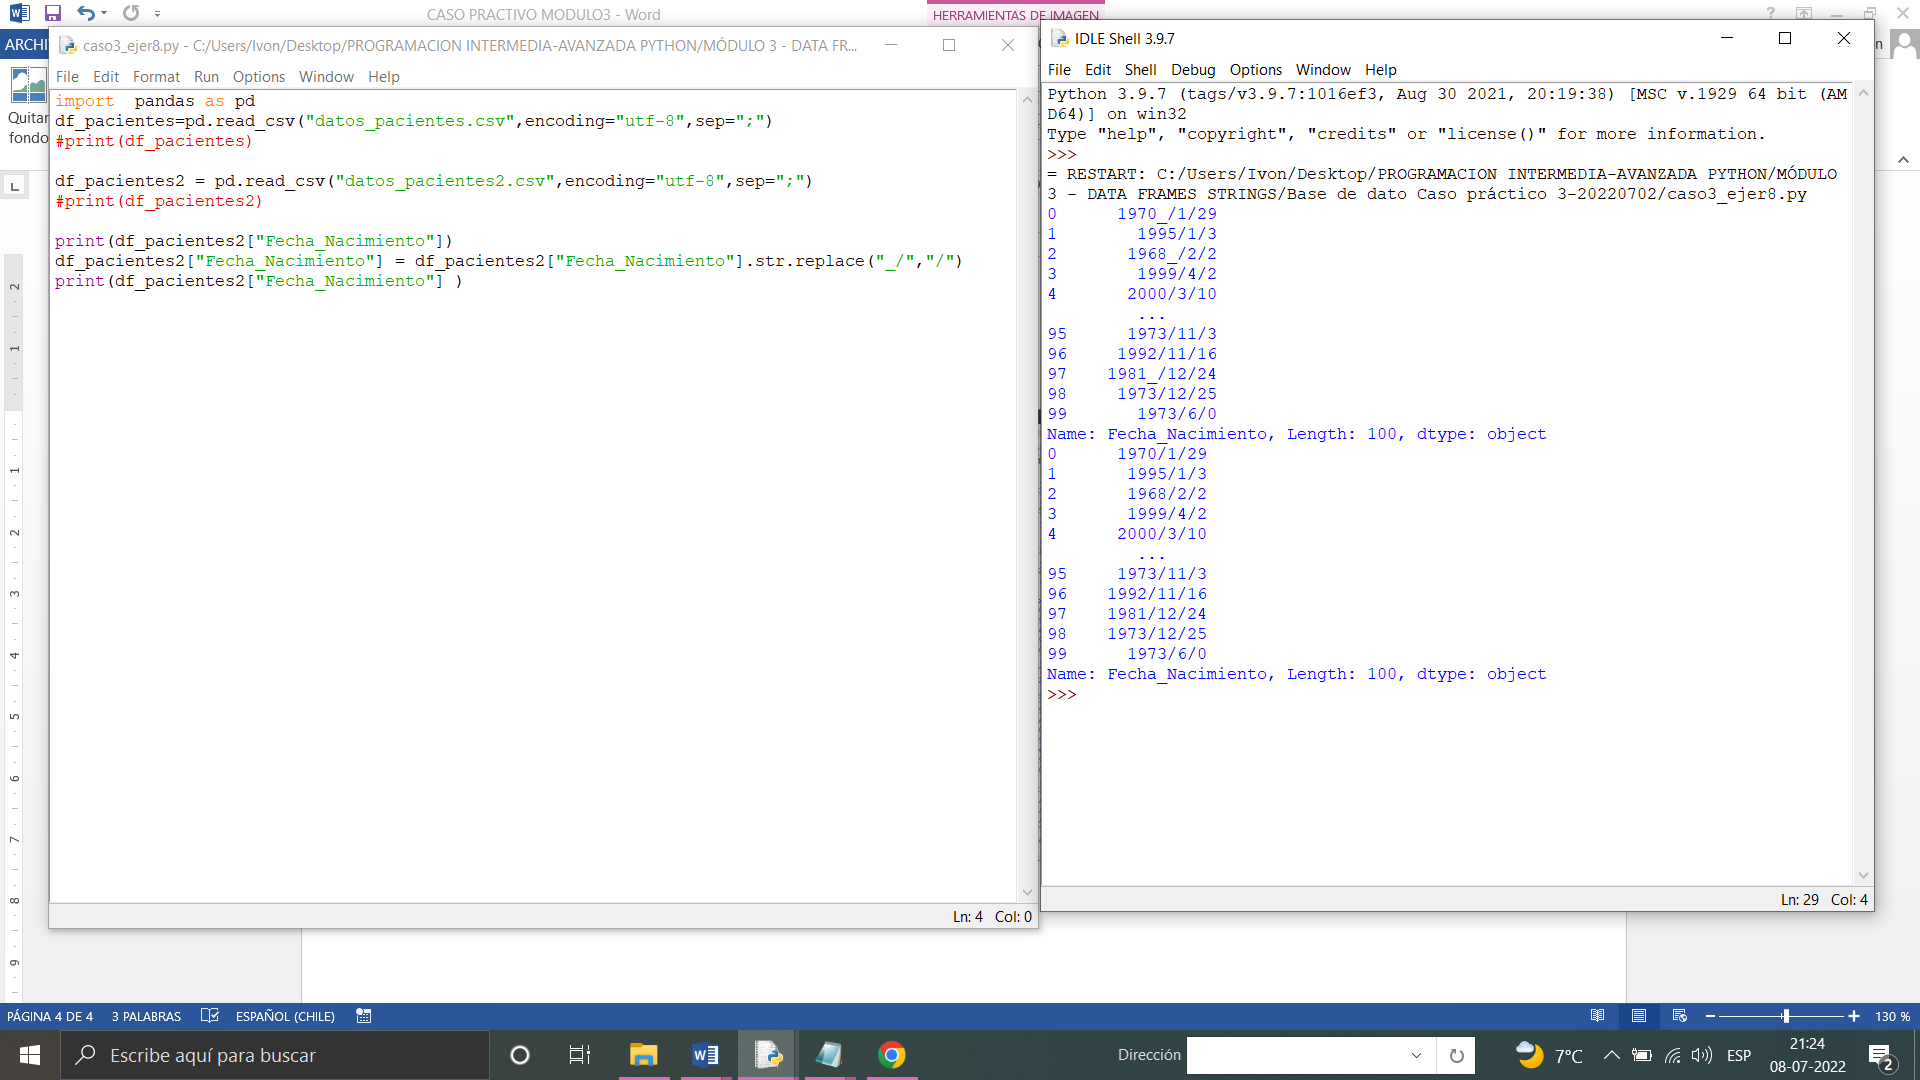 CASO PRACTIVO MODULO3 - Word
HERRAMIENTAS DE IMAGEN
ARCHI
Quitar
fondo
caso3_ejer8.py - C:/Users/Ivon/Desktop/PROGRAMACION INTERMEDIA-AVANZADA PYTHON/MÓDULO 3 - DATA FR...
File Edit Format Run Options Window Help
import  pandas as pd
df_pacientes=pd.read_csv("datos_pacientes.csv",encoding="utf-8",sep=";")
#print(df_pacientes)
df_pacientes2 = pd.read_csv("datos_pacientes2.csv",encoding="utf-8",sep=";")
#print(df_pacientes2)
print(df_pacientes2["Fecha_Nacimiento"])
df_pacientes2["Fecha_Nacimiento"] = df_pacientes2["Fecha_Nacimiento"].str.replace("_/","/")
print(df_pacientes2["Fecha_Nacimiento"] )
Ln: 4 Col: 0
IDLE Shell 3.9.7
File Edit Shell Debug Options Window Help
Python 3.9.7 (tags/v3.9.7:1016ef3, Aug 30 2021, 20:19:38) [MSC v.1929 64 bit (AM
D64)] on win32
Type "help", "copyright", "credits" or "license()" for more information.
>>>
= RESTART: C:/Users/Ivon/Desktop/PROGRAMACION INTERMEDIA-AVANZADA PYTHON/MÓDULO
3 - DATA FRAMES STRINGS/Base de dato Caso práctico 3-20220702/caso3_ejer8.py
0      1970_/1/29
1        1995/1/3
2       1968_/2/2
3        1999/4/2
4       2000/3/10
...
95      1973/11/3
96     1992/11/16
97    1981_/12/24
98     1973/12/25
99       1973/6/0
Name: Fecha_Nacimiento, Length: 100, dtype: object
0      1970/1/29
1       1995/1/3
2       1968/2/2
3       1999/4/2
4      2000/3/10
...
95     1973/11/3
96    1992/11/16
97    1981/12/24
98    1973/12/25
99      1973/6/0
Name: Fecha_Nacimiento, Length: 100, dtype: object
>>>
Ln: 29 Col: 4
PÁGINA 4 DE 4 3 PALABRAS ESPAÑOL (CHILE) 130 %
Escribe aquí para buscar
Dirección
7°C
ESP
21:24
08-07-2022
2